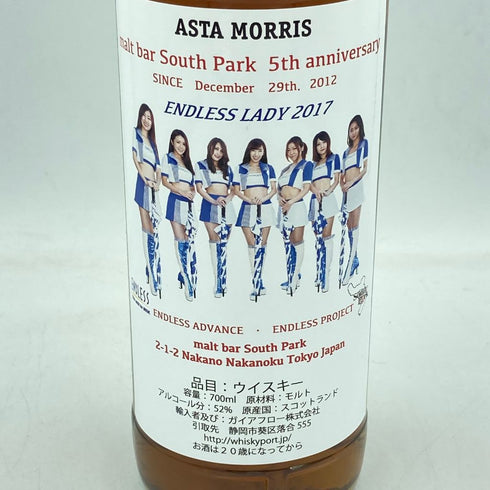 ASTA MORRIS
malt bar South Park 5th anniversary
SINCE December 29th. 2012
ENDLESS LADY 2017
ENDLESS ADVANCE · ENDLESS PROJECT
malt bar South Park
2-1-2 Nakano Nakanoku Tokyo Japan
品目：ウイスキー
容量：700ml 原材料：モルト
アルコール分：52% 原産国：スコットランド
輸入者及び：ガイアフロー株式会社
引取先 静岡市葵区落合 555
http://whiskyport.jp/
お酒は２０歳になってから